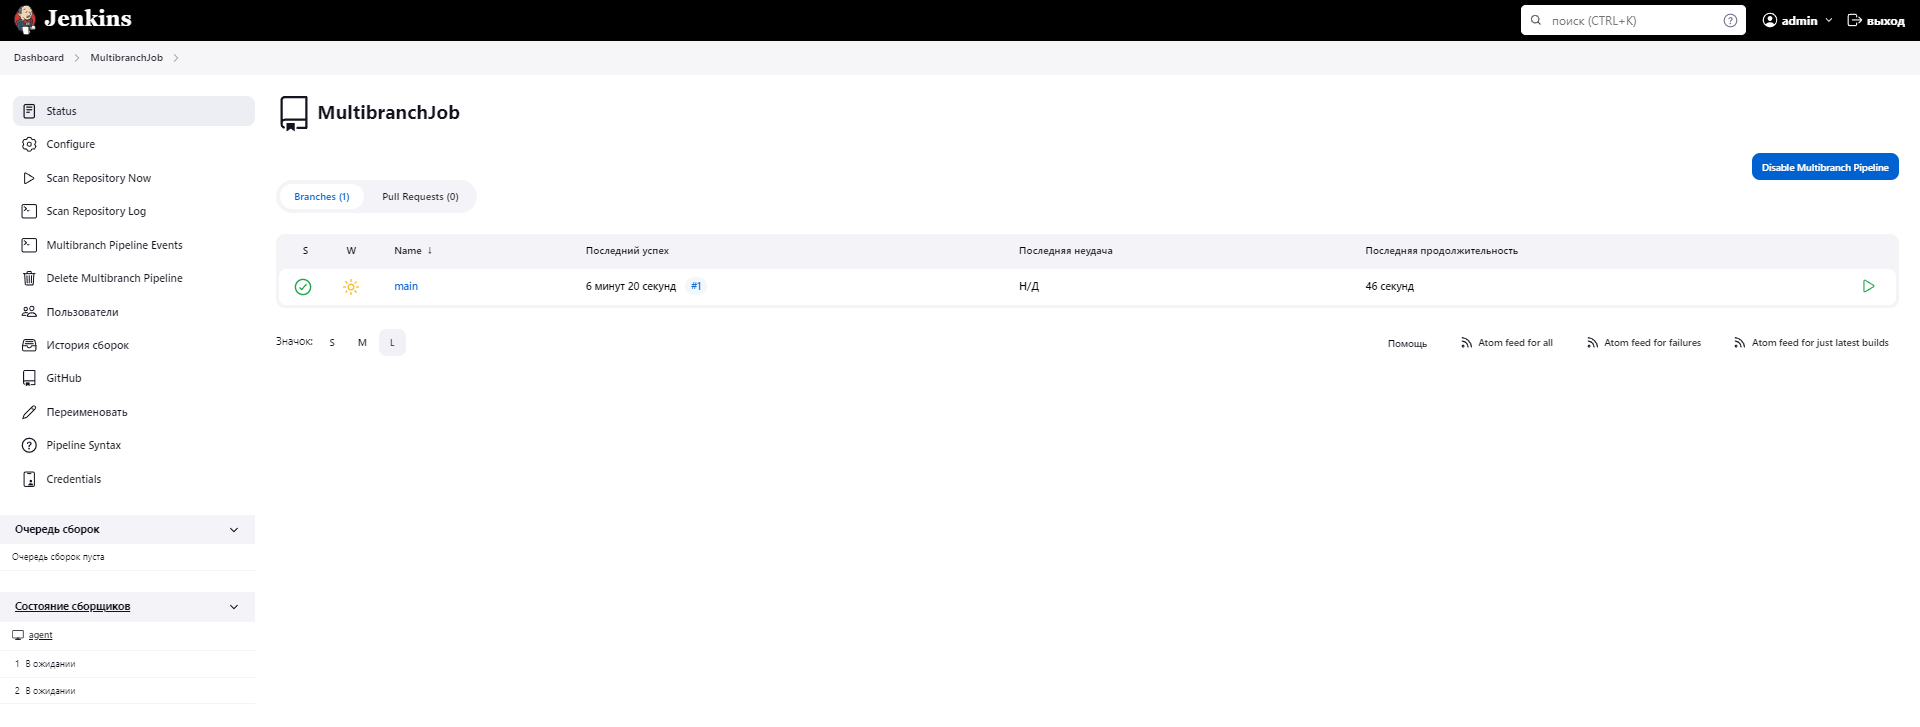 Jenkins
поиск (CTRL+K)
admin
выход
Dashboard
MultibranchJob
Status
Configure
Scan Repository Now
Scan Repository Log
Multibranch Pipeline Events
Delete Multibranch Pipeline
Пользователи
История сборок
GitHub
Переименовать
Pipeline Syntax
Credentials
Очередь сборок
Очередь сборок пуста
Состояние сборщиков
agent
1 В ожидании
2 В ожидании
MultibranchJob
Disable Multibranch Pipeline
Branches (1) Pull Requests (0)
S W Name ↓ Последний успех Последняя неудача Последняя продолжительность
main 6 минут 20 секунд #1 Н/Д 46 секунд
Значок: S M L
Помощь Atom feed for all Atom feed for failures Atom feed for just latest builds